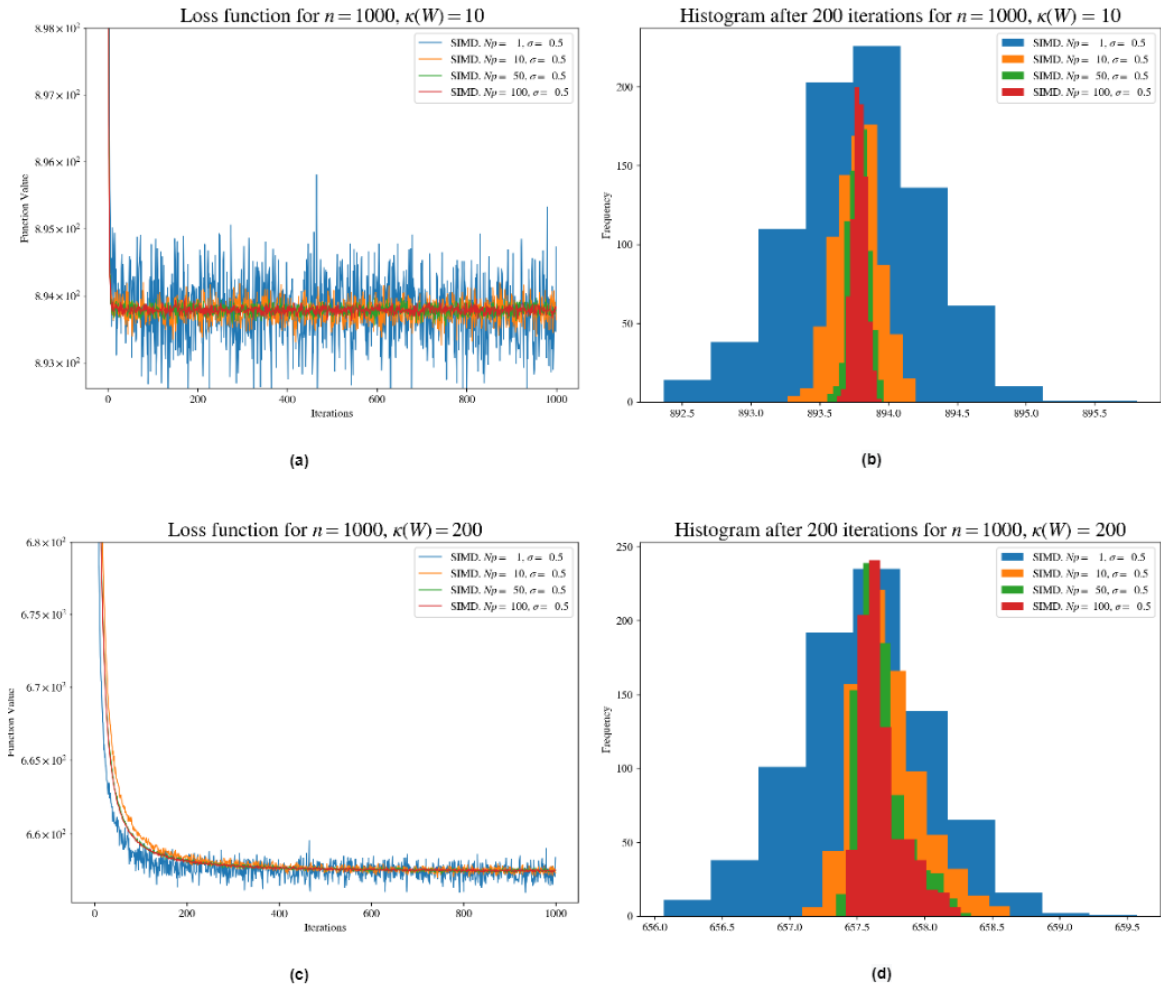 Loss function for n = 1000, κ(W) = 10
8.98 × 10²
8.97 × 10²
8.96 × 10²
8.95 × 10²
8.94 × 10²
8.93 × 10²
Function Value
SIMD. Np = 1, σ = 0.5
SIMD. Np = 10, σ = 0.5
SIMD. Np = 50, σ = 0.5
SIMD. Np = 100, σ = 0.5
0 200 400 600 800 1000
Iterations
(a)
Histogram after 200 iterations for n = 1000, κ(W) = 10
200
150
100
50
0
Frequency
SIMD. Np = 1, σ = 0.5
SIMD. Np = 10, σ = 0.5
SIMD. Np = 50, σ = 0.5
SIMD. Np = 100, σ = 0.5
892.5 893.0 893.5 894.0 894.5 895.0 895.5
(b)
Loss function for n = 1000, κ(W) = 200
6.8 × 10²
6.75 × 10²
6.7 × 10²
6.65 × 10²
6.6 × 10²
Function Value
SIMD. Np = 1, σ = 0.5
SIMD. Np = 10, σ = 0.5
SIMD. Np = 50, σ = 0.5
SIMD. Np = 100, σ = 0.5
0 200 400 600 800 1000
Iterations
(c)
Histogram after 200 iterations for n = 1000, κ(W) = 200
250
200
150
100
50
0
Frequency
SIMD. Np = 1, σ = 0.5
SIMD. Np = 10, σ = 0.5
SIMD. Np = 50, σ = 0.5
SIMD. Np = 100, σ = 0.5
656.0 656.5 657.0 657.5 658.0 658.5 659.0 659.5
(d)